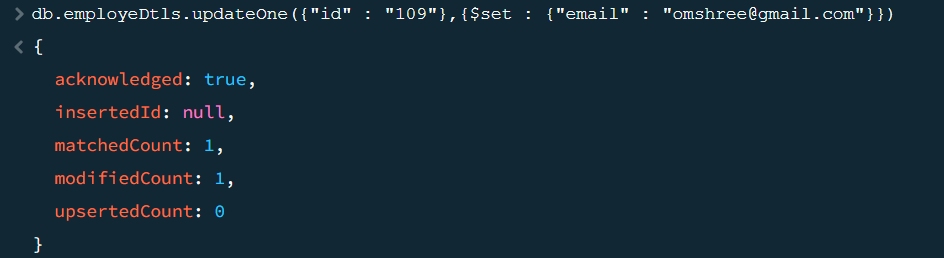 > db.employeDtls.updateOne({"id" : "109"},{$set : {"email" : "omshree@gmail.com"}})
< {
acknowledged: true,
insertedId: null,
matchedCount: 1,
modifiedCount: 1,
upsertedCount: 0
}